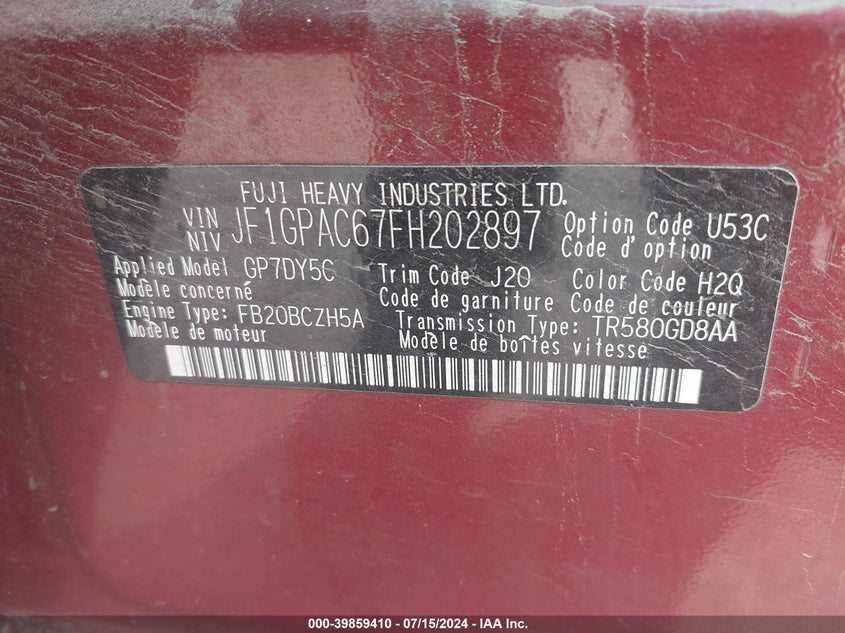 FUJI HEAVY INDUSTRIES LTD.
VIN
NIV JF1GPAC67FH202897 Option Code U53C
Code d'option
Applied Model GP7DY5C Trim Code J20 Color Code H2Q
Modèle concerné Code de garniture Code de couleur
Engine Type: FB20BCZH5A Transmission Type: TR580GD8AA
Modèle de moteur Modèle de boîtes vitesse
000-39859410 - 07/15/2024 - IAA Inc.